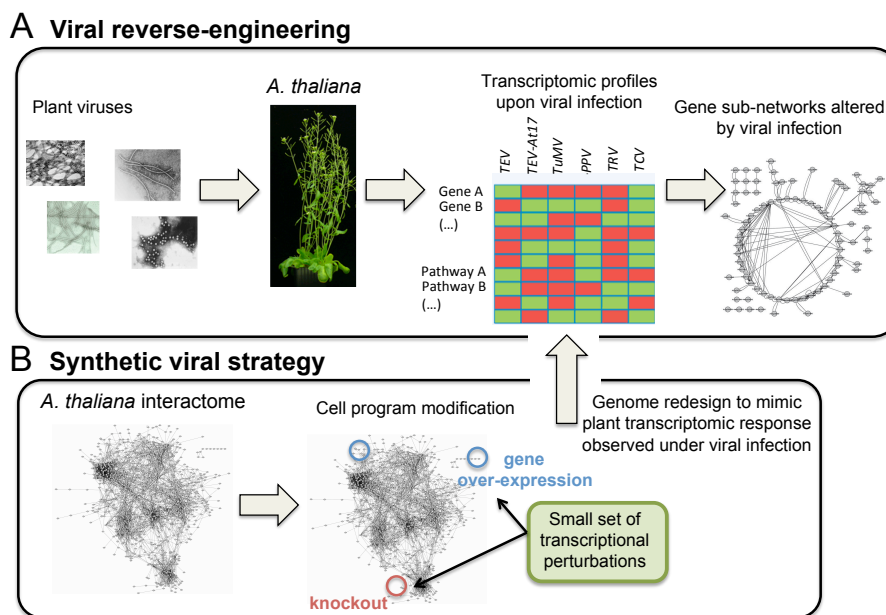 A Viral reverse-engineering
Plant viruses
A. thaliana
Transcriptomic profiles
upon viral infection
Gene sub-networks altered
by viral infection
TEV
TEV-At17
TuMV
PPV
TRV
TCV
Gene A
Gene B
(...)
Pathway A
Pathway B
(...)
B Synthetic viral strategy
A. thaliana interactome
Cell program modification
Genome redesign to mimic
plant transcriptomic response
observed under viral infection
gene
over-expression
Small set of
transcriptional
perturbations
knockout